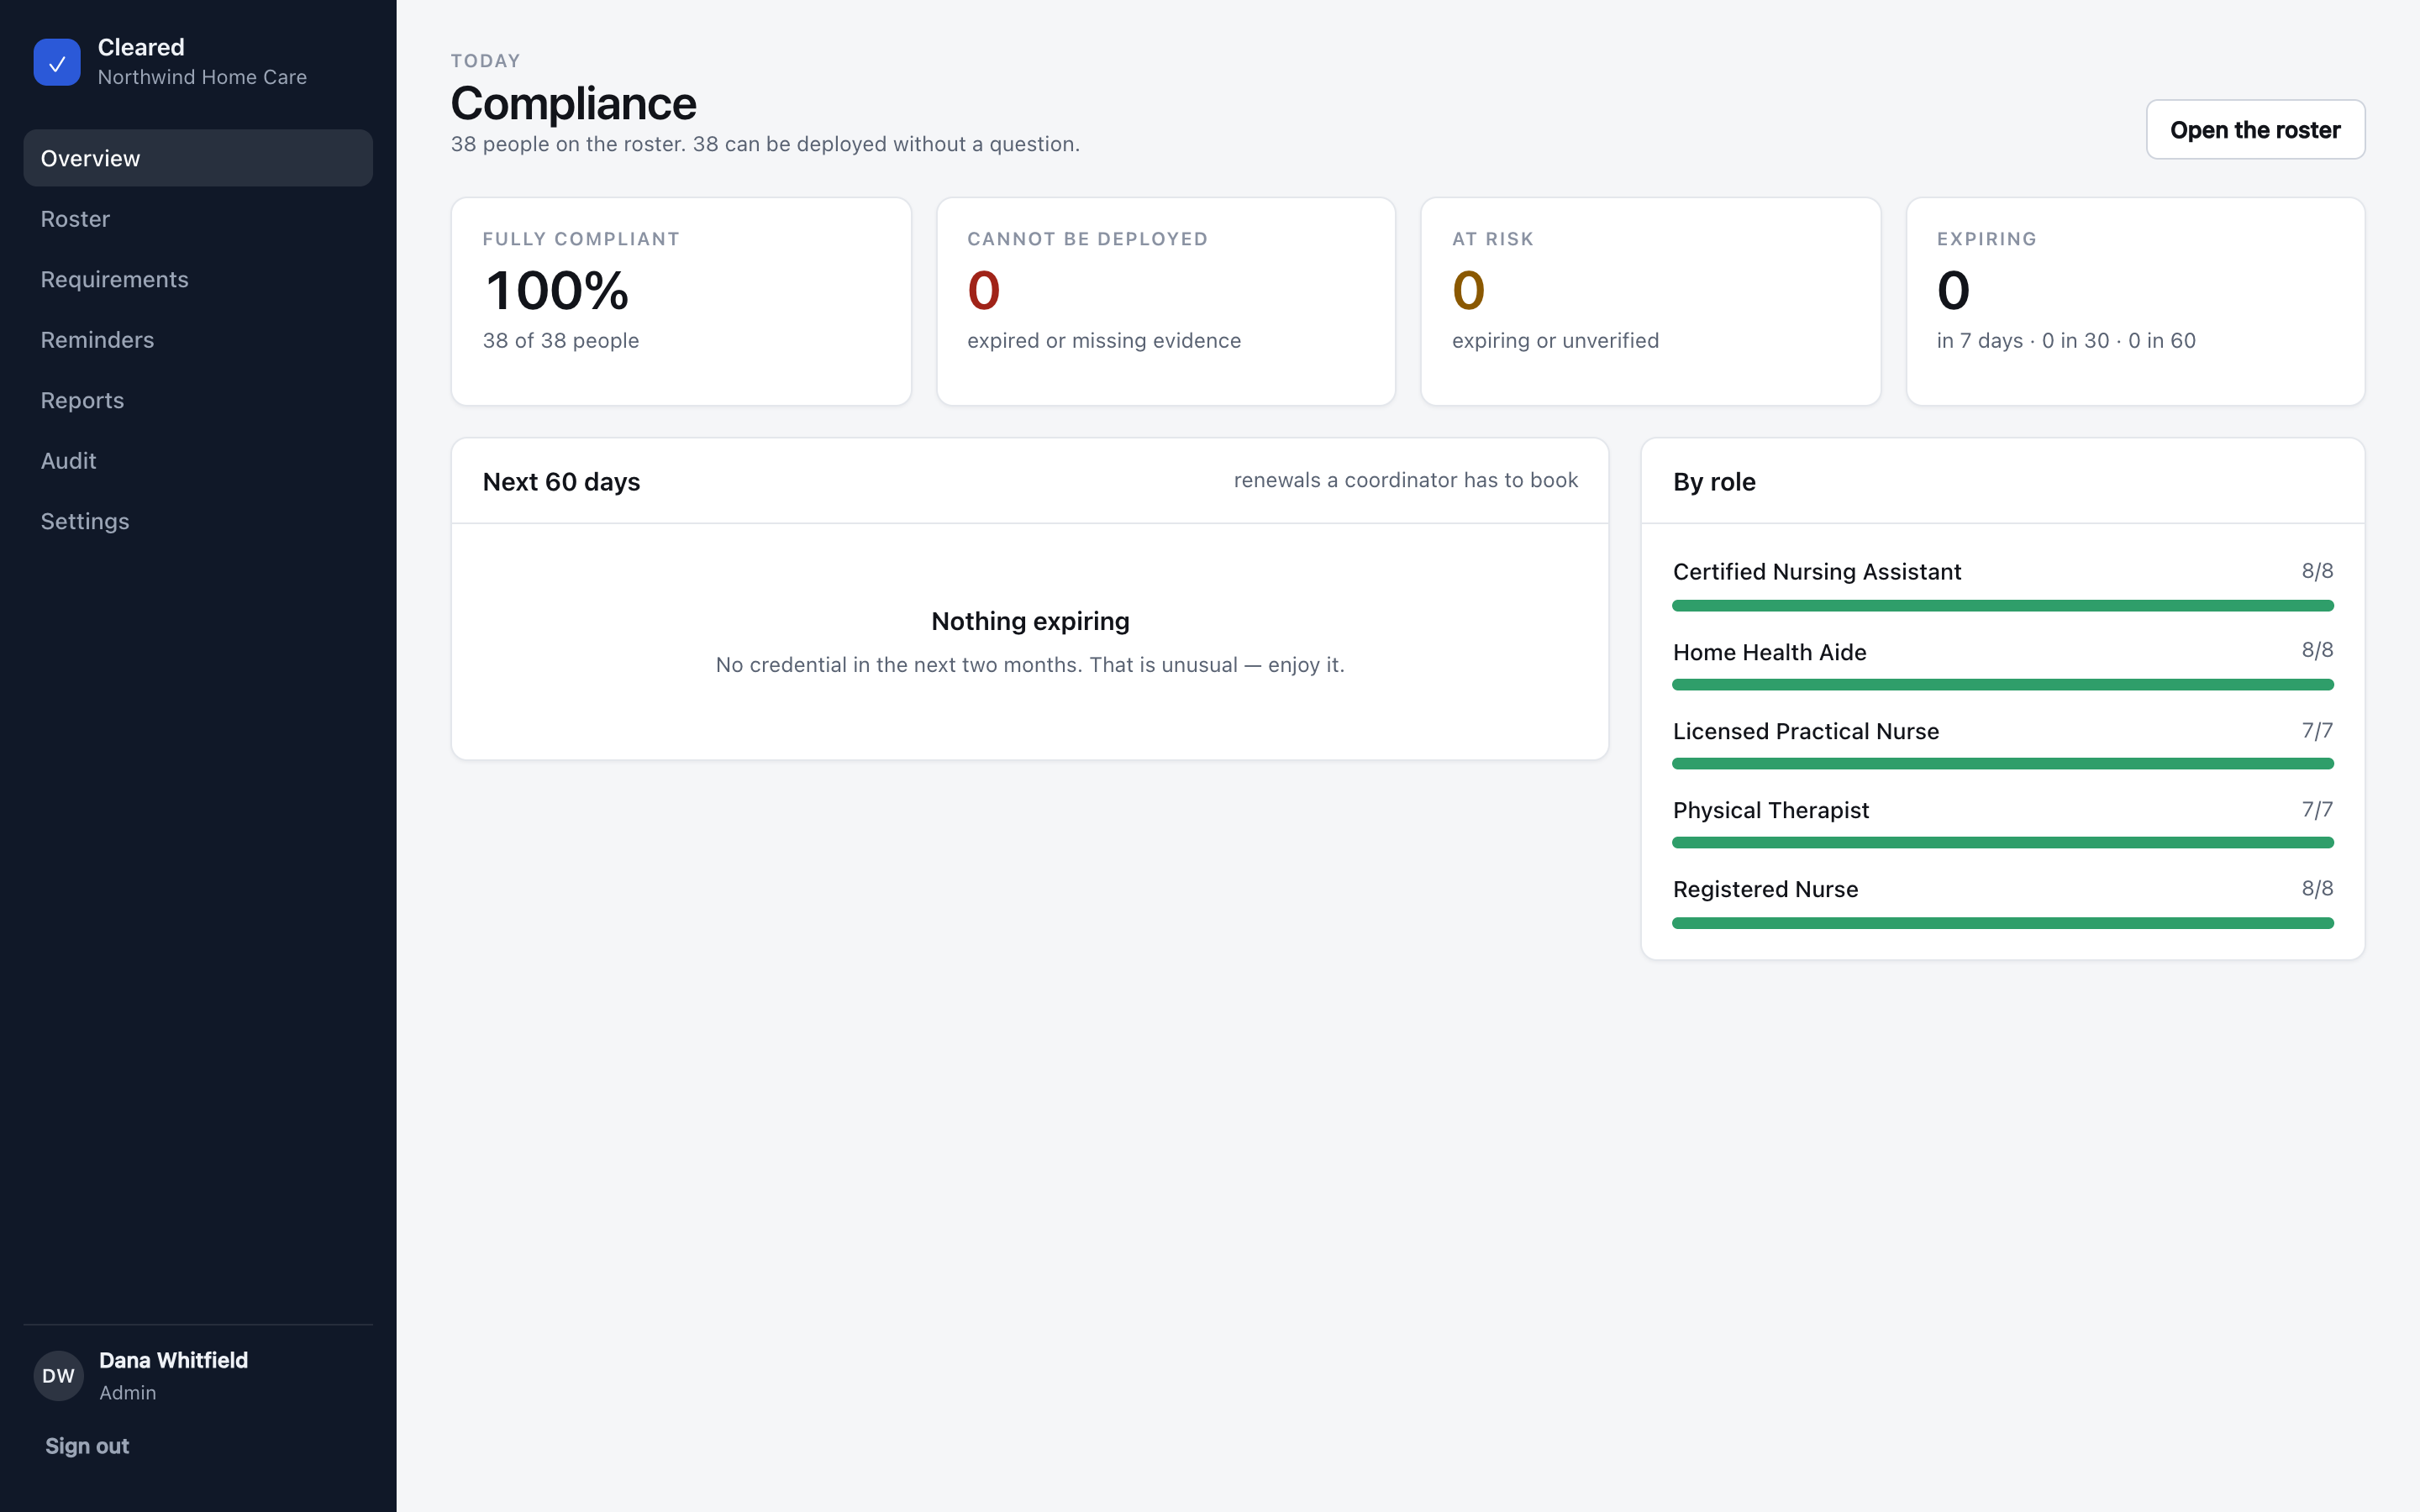 Cleared
Northwind Home Care
Overview
Roster
Requirements
Reminders
Reports
Audit
Settings
DW
Dana Whitfield
Admin
Sign out
TODAY
Compliance
38 people on the roster. 38 can be deployed without a question.
Open the roster
FULLY COMPLIANT
100%
38 of 38 people
CANNOT BE DEPLOYED
0
expired or missing evidence
AT RISK
0
expiring or unverified
EXPIRING
0
in 7 days · 0 in 30 · 0 in 60
Next 60 days
renewals a coordinator has to book
Nothing expiring
No credential in the next two months. That is unusual — enjoy it.
By role
Certified Nursing Assistant 8/8
Home Health Aide 8/8
Licensed Practical Nurse 7/7
Physical Therapist 7/7
Registered Nurse 8/8